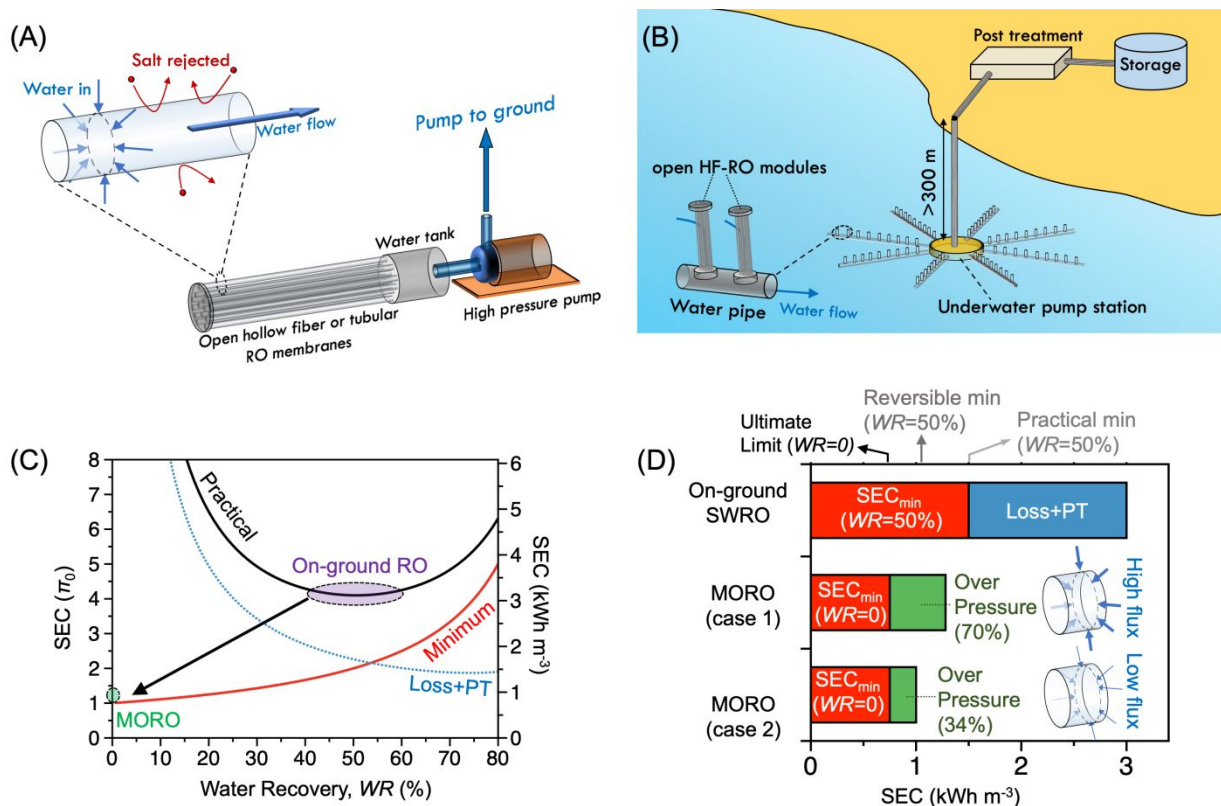 (A)
Salt rejected
Water in
Water flow
Pump to ground
Water tank
High pressure pump
Open hollow fiber or tubular
RO membranes
(B)
Post treatment
Storage
open HF-RO modules
>300 m
Water pipe
Water flow
Underwater pump station
(C)
8
7
6
5
4
3
2
1
0
SEC (π₀)
Practical
On-ground RO
Minimum
Loss+PT
MORO
6
5
4
3
2
1
0
SEC (kWh m⁻³)
0 10 20 30 40 50 60 70 80
Water Recovery, WR (%)
(D)
Reversible min
(WR=50%)
Ultimate
Limit (WR=0)
Practical min
(WR=50%)
On-ground
SWRO
SEC_min
(WR=50%)
Loss+PT
MORO
(case 1)
SEC_min
(WR=0)
Over
Pressure
(70%)
High flux
MORO
(case 2)
SEC_min
(WR=0)
Over
Pressure
(34%)
Low flux
0 1 2 3
SEC (kWh m⁻³)